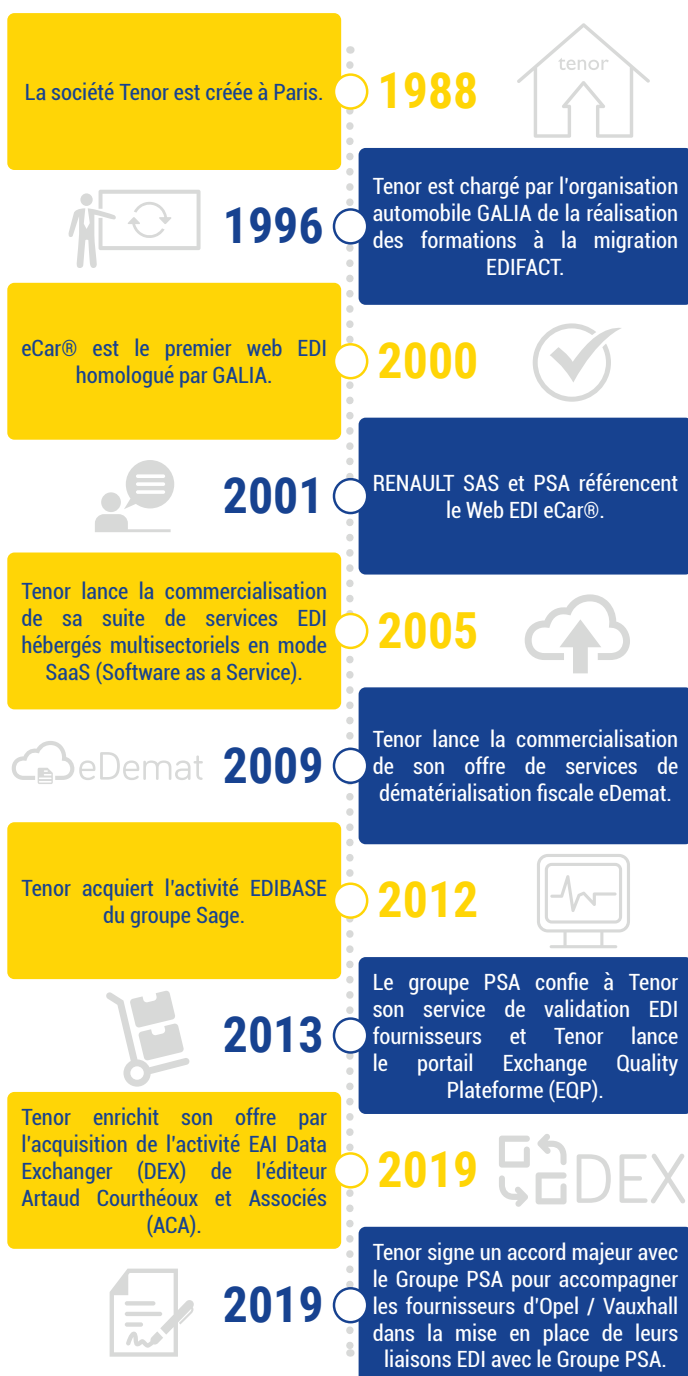 La société Tenor est créée à Paris.
1988
tenor
1996
Tenor est chargé par l'organisation
automobile GALIA de la réalisation
des formations à la migration
EDIFACT.
eCar® est le premier web EDI
homologué par GALIA.
2000
2001
RENAULT SAS et PSA référencent
le Web EDI eCar®.
Tenor lance la commercialisation
de sa suite de services EDI
hébergés multisectoriels en mode
SaaS (Software as a Service).
2005
eDemat
2009
Tenor lance la commercialisation
de son offre de services de
dématérialisation fiscale eDemat.
Tenor acquiert l'activité EDIBASE
du groupe Sage.
2012
2013
Le groupe PSA confie à Tenor
son service de validation EDI
fournisseurs et Tenor lance
le portail Exchange Quality
Plateforme (EQP).
Tenor enrichit son offre par
l'acquisition de l'activité EAI Data
Exchanger (DEX) de l'éditeur
Artaud Courthéoux et Associés
(ACA).
2019
DEX
2019
Tenor signe un accord majeur avec
le Groupe PSA pour accompagner
les fournisseurs d'Opel / Vauxhall
dans la mise en place de leurs
liaisons EDI avec le Groupe PSA.